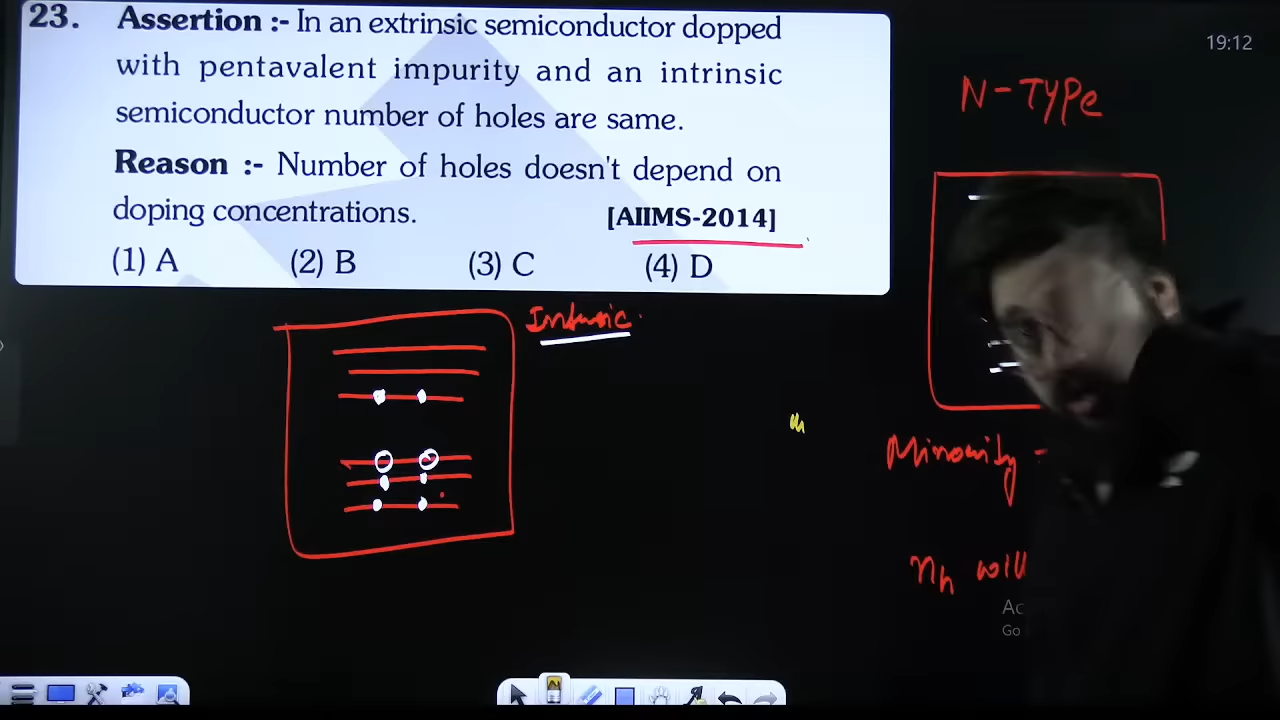 23. Assertion :- In an extrinsic semiconductor dopped
with pentavalent impurity and an intrinsic
semiconductor number of holes are same.
Reason :- Number of holes doesn't depend on
doping concentrations. [AIIMS-2014]
(1) A (2) B (3) C (4) D
19:12
N-TYPe
Intrinsic
Minority -
nh will
Ac
Go